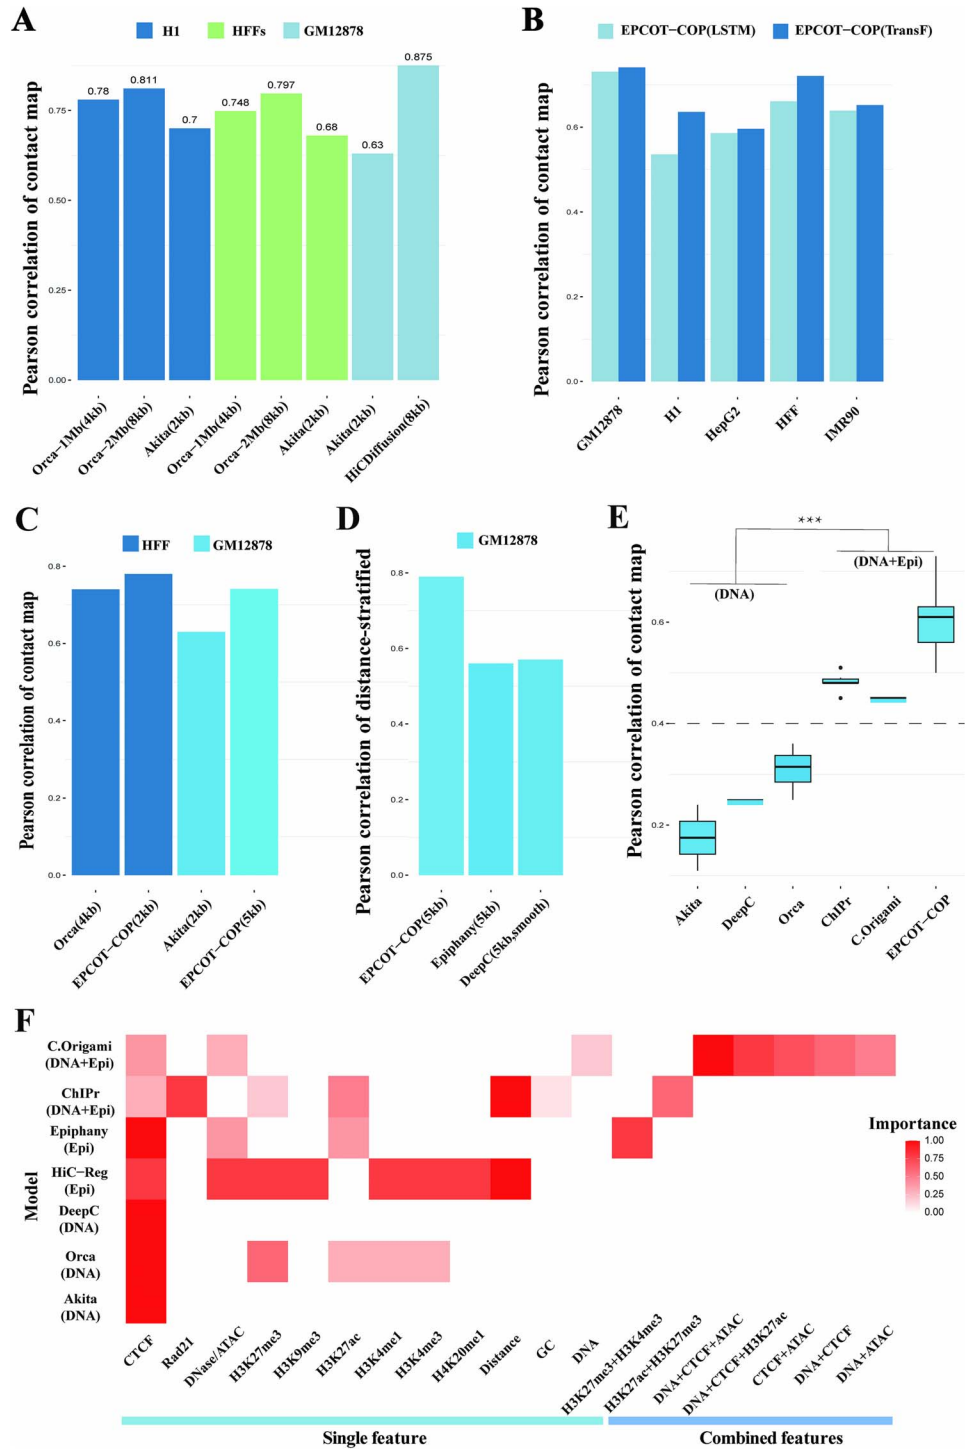 A
H1
HFFs
GM12878
Pearson correlation of contact map
0.75
0.50
0.25
0.00
0.78
0.811
0.7
0.748
0.797
0.68
0.63
0.875
Orca−1Mb(4kb)
Orca−2Mb(8kb)
Akita(2kb)
Orca−1Mb(4kb)
Orca−2Mb(8kb)
Akita(2kb)
Akita(2kb)
HiCDiffusion(8kb)
B
EPCOT−COP(LSTM)
EPCOT−COP(TransF)
Pearson correlation of contact map
0.6
0.4
0.2
0.0
GM12878
H1
HepG2
HFF
IMR90
C
HFF
GM12878
Pearson correlation of contact map
0.8
0.6
0.4
0.2
0.0
Orca(4kb)
EPCOT−COP(2kb)
Akita(2kb)
EPCOT−COP(5kb)
D
GM12878
Pearson correlation of distance-stratified
0.8
0.6
0.4
0.2
0.0
EPCOT−COP(5kb)
Epiphany(5kb)
DeepC(5kb,smooth)
E
Pearson correlation of contact map
***
(DNA)
(DNA+Epi)
0.6
0.4
0.2
Akita
DeepC
Orca
ChIPr
C.Origami
EPCOT−COP
F
Model
C.Origami
(DNA+Epi)
ChIPr
(DNA+Epi)
Epiphany
(Epi)
HiC−Reg
(Epi)
DeepC
(DNA)
Orca
(DNA)
Akita
(DNA)
Importance
1.00
0.75
0.50
0.25
0.00
CTCF
Rad21
DNase/ATAC
H3K27me3
H3K9me3
H3K27ac
H3K4me1
H3K4me3
H4K20me1
Distance
GC
DNA
H3K27me3+H3K4me3
H3K27ac+H3K27me3
DNA+CTCF+ATAC
DNA+CTCF+H3K27ac
CTCF+ATAC
DNA+CTCF
DNA+ATAC
Single feature
Combined features